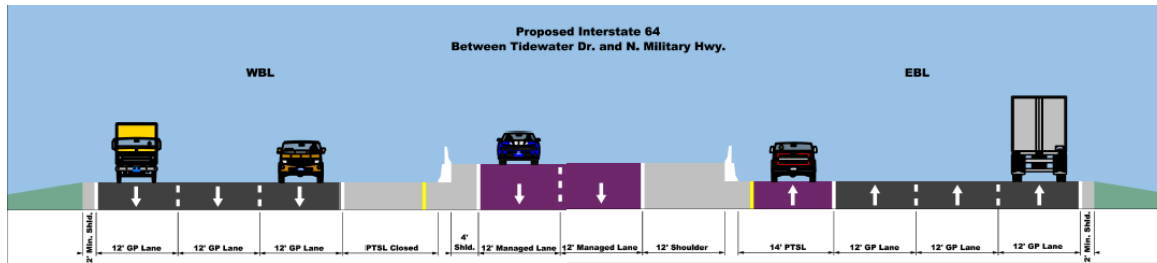 Proposed Interstate 64
Between Tidewater Dr. and N. Military Hwy.
WBL
EBL
2' Min. Shld.
12' GP Lane
12' GP Lane
12' GP Lane
PTSL Closed
4'
Shld.
12' Managed Lane
12' Managed Lane
12' Shoulder
14' PTSL
12' GP Lane
12' GP Lane
12' GP Lane
2' Min. Shld.